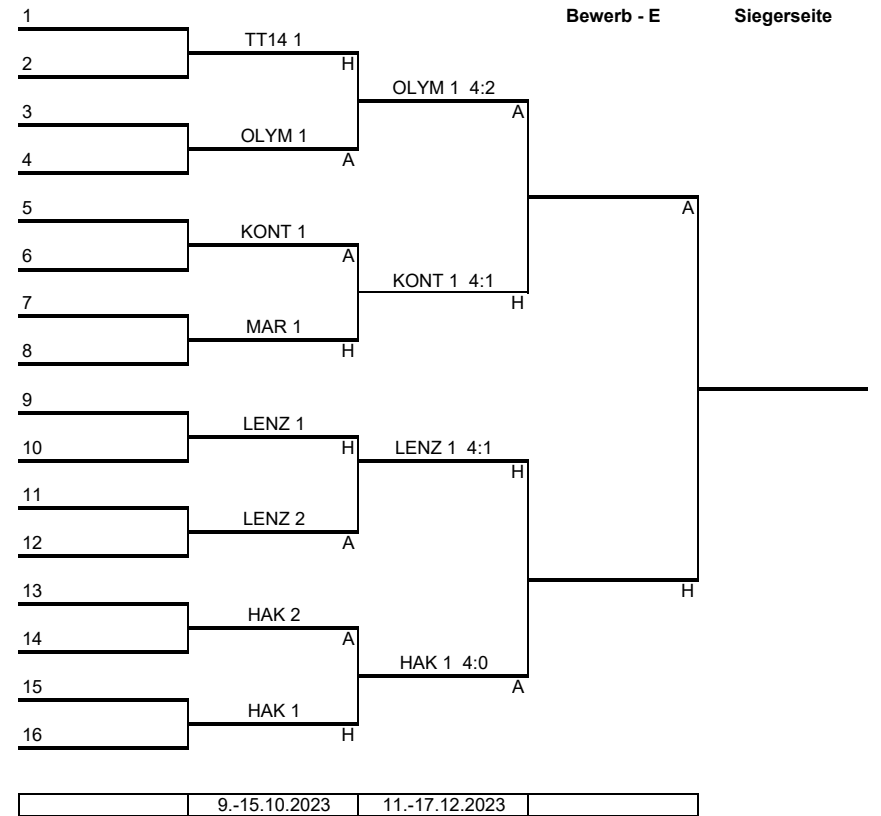 1 Bewerb - E Siegerseite
TT14 1
2 H
OLYM 1 4:2
3 A
OLYM 1
4 A
5 A
KONT 1
6 A
KONT 1 4:1
7 H
MAR 1
8 H
9
LENZ 1
10 H LENZ 1 4:1
H
11
LENZ 2
12 A
13 H
HAK 2
14 A
HAK 1 4:0
15 A
HAK 1
16 H
9.-15.10.2023 11.-17.12.2023